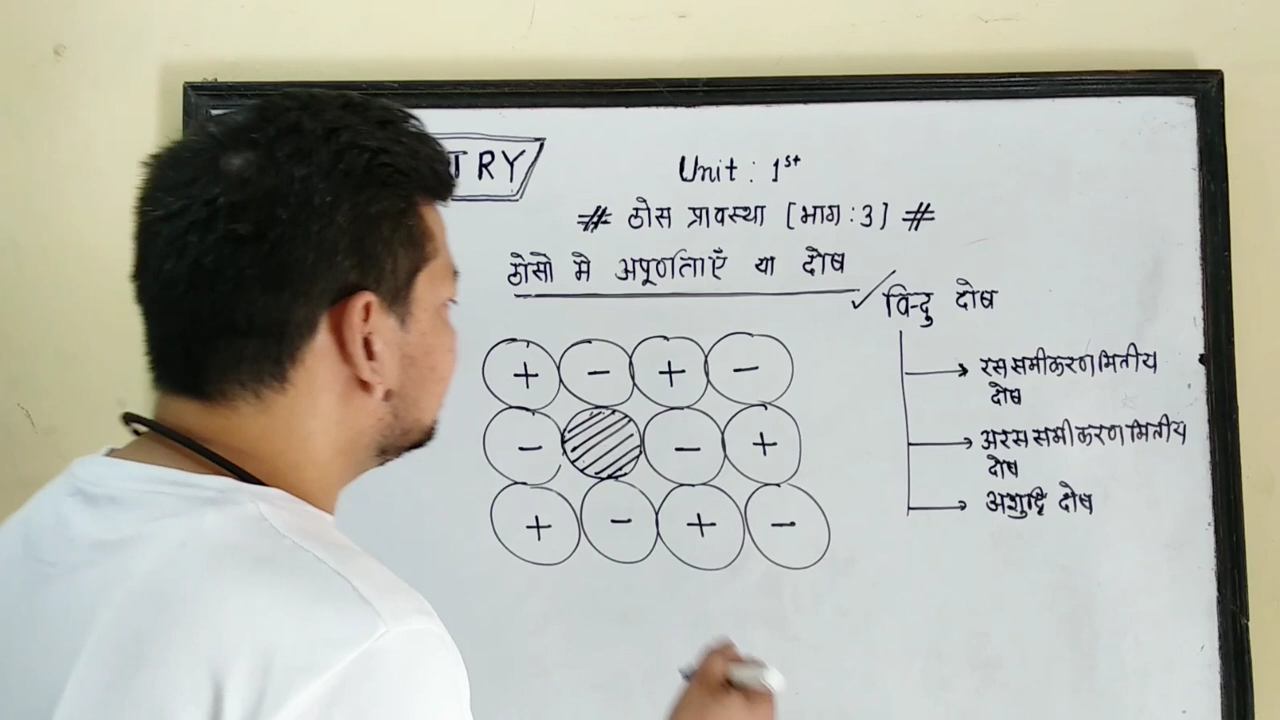 TRY
Unit : 1st
# ठोस प्रावस्था [भाग : 3] #
ठोसो मे अपूर्णताएँ या दोष
✓ विन्दु दोष
+ - + -
→ रससमीकरणमितीय
दोष
- - +
→ अरससमीकरणमितीय
दोष
→ अशुद्धि दोष
+ - + -